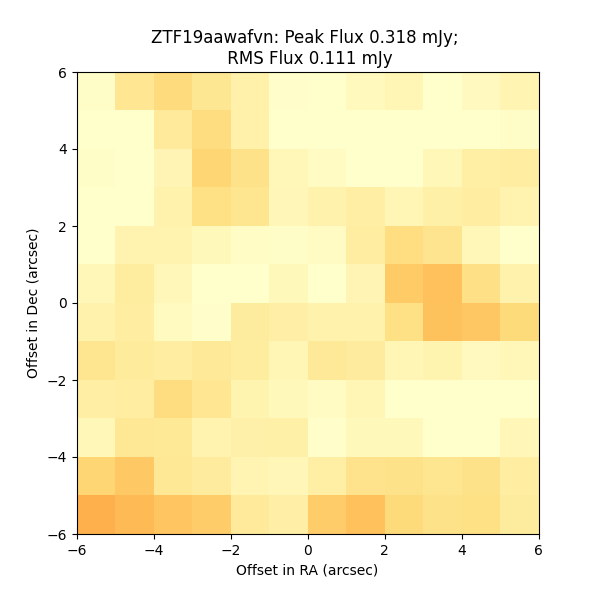 ZTF19aawafvn: Peak Flux 0.318 mJy;
RMS Flux 0.111 mJy
6
4
2
0
−2
−4
−6
Offset in Dec (arcsec)
−6 −4 −2 0 2 4 6
Offset in RA (arcsec)